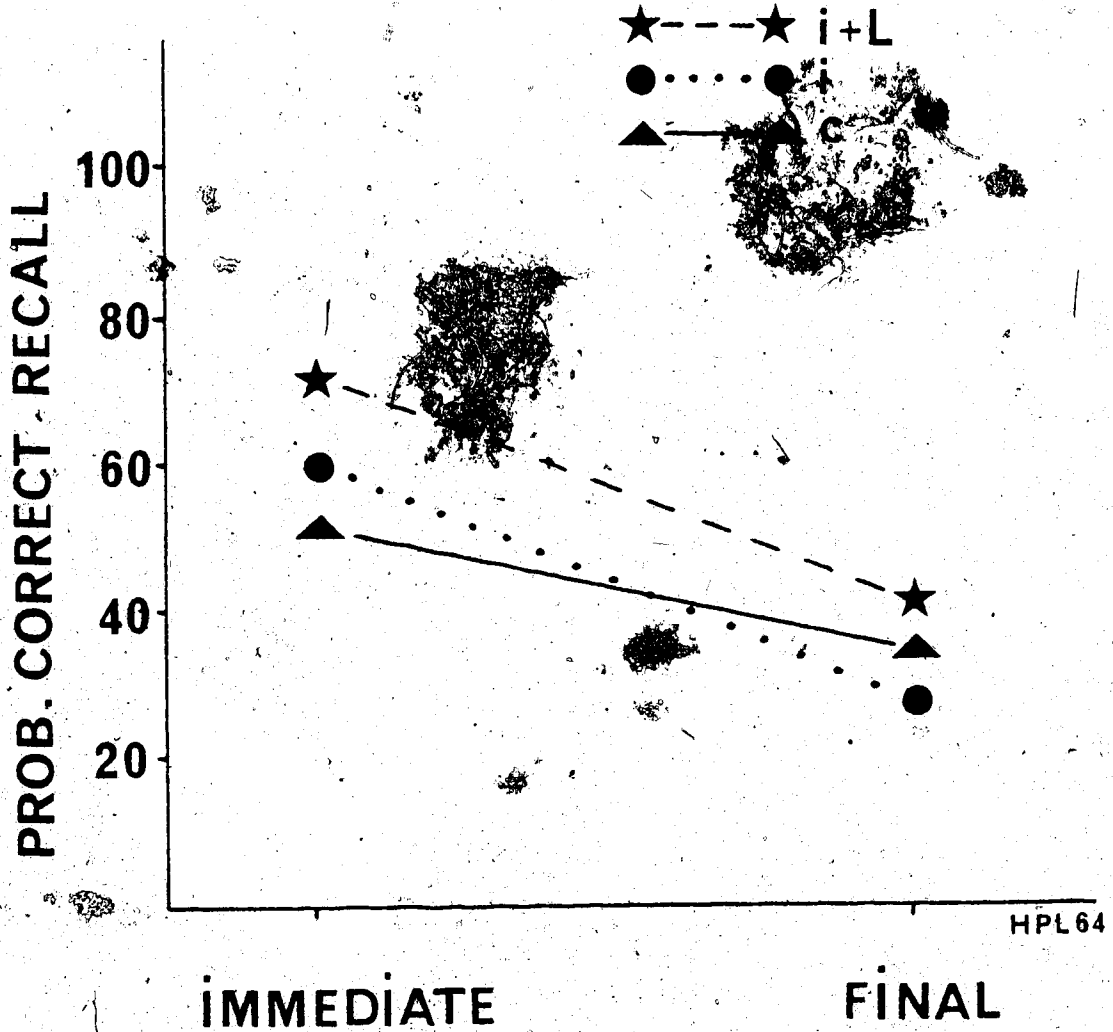 i+L
i
C
PROB. CORRECT RECALL
100
80
60
40
20
HPL64
iMMEDiATE FiNAL